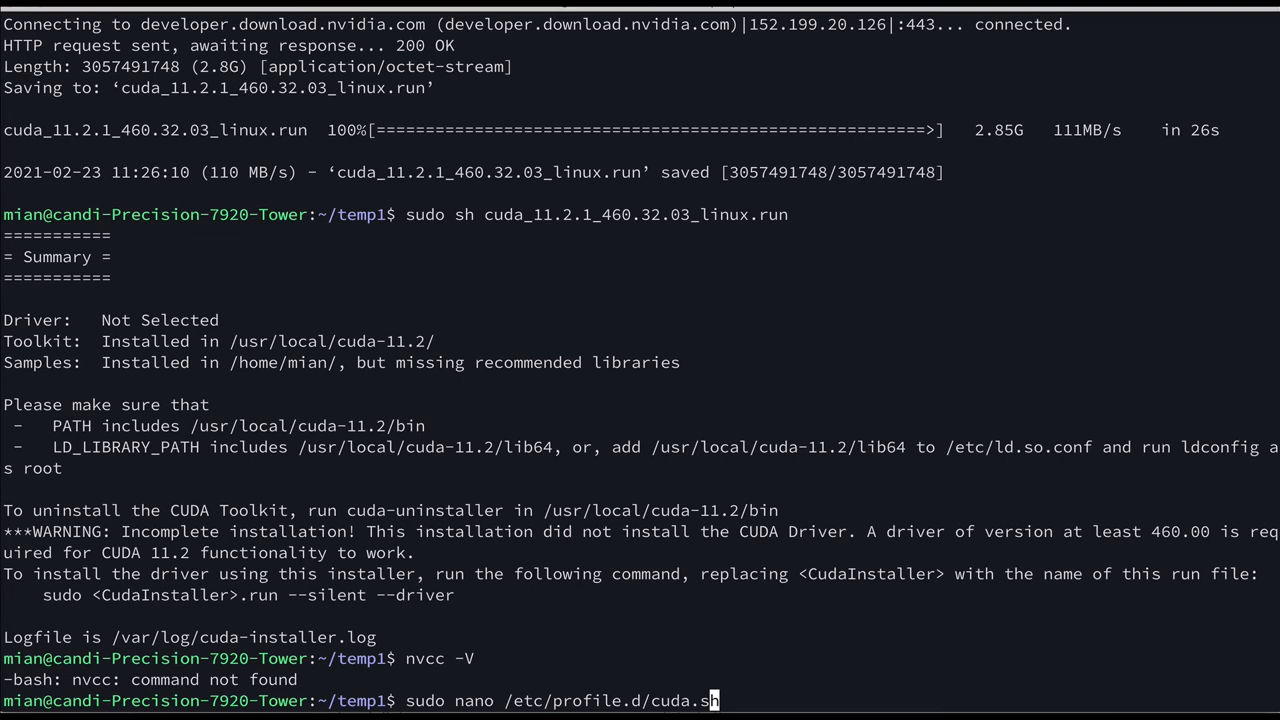 Connecting to developer.download.nvidia.com (developer.download.nvidia.com)|152.199.20.126|:443... connected.
HTTP request sent, awaiting response... 200 OK
Length: 3057491748 (2.8G) [application/octet-stream]
Saving to: ‘cuda_11.2.1_460.32.03_linux.run’
cuda_11.2.1_460.32.03_linux.run  100%[========================================================>]   2.85G   111MB/s    in 26s
2021-02-23 11:26:10 (110 MB/s) – ‘cuda_11.2.1_460.32.03_linux.run’ saved [3057491748/3057491748]
mian@candi-Precision-7920-Tower:~/temp1$ sudo sh cuda_11.2.1_460.32.03_linux.run
===========
= Summary =
===========
Driver:   Not Selected
Toolkit:  Installed in /usr/local/cuda-11.2/
Samples:  Installed in /home/mian/, but missing recommended libraries
Please make sure that
 -   PATH includes /usr/local/cuda-11.2/bin
 -   LD_LIBRARY_PATH includes /usr/local/cuda-11.2/lib64, or, add /usr/local/cuda-11.2/lib64 to /etc/ld.so.conf and run ldconfig a
s root
To uninstall the CUDA Toolkit, run cuda-uninstaller in /usr/local/cuda-11.2/bin
***WARNING: Incomplete installation! This installation did not install the CUDA Driver. A driver of version at least 460.00 is req
uired for CUDA 11.2 functionality to work.
To install the driver using this installer, run the following command, replacing <CudaInstaller> with the name of this run file:
    sudo <CudaInstaller>.run --silent --driver
Logfile is /var/log/cuda-installer.log
mian@candi-Precision-7920-Tower:~/temp1$ nvcc -V
-bash: nvcc: command not found
mian@candi-Precision-7920-Tower:~/temp1$ sudo nano /etc/profile.d/cuda.sh